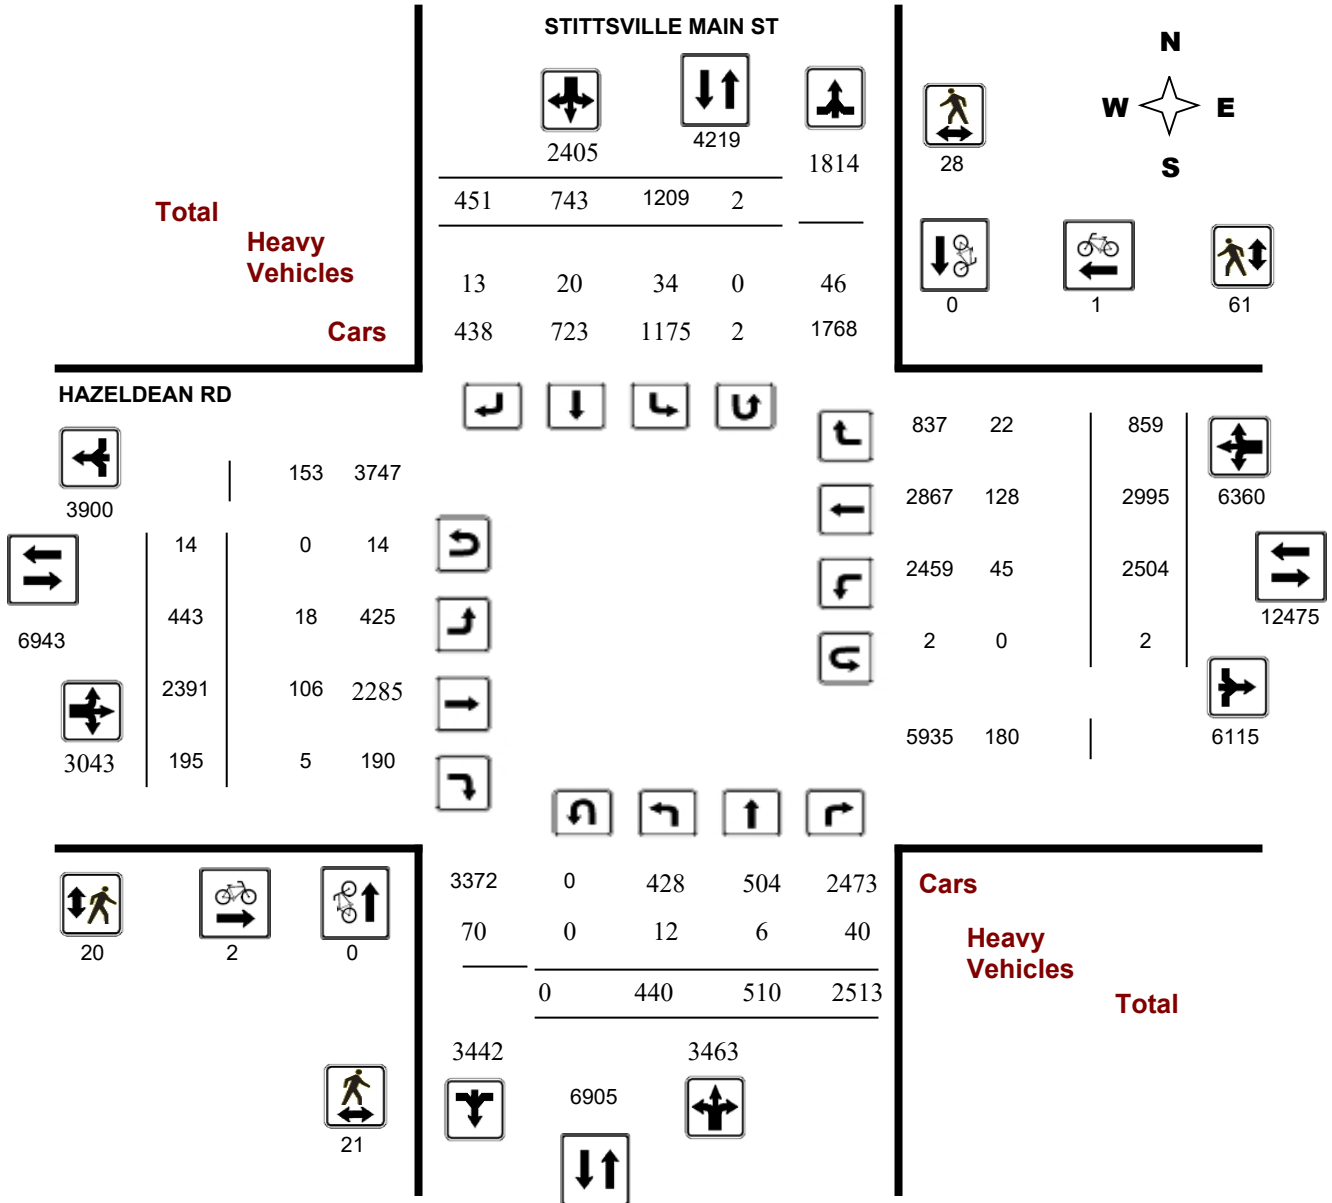 STITTSVILLE MAIN ST
N
W E
S
2405 4219 1814 28
451 743 1209 2
Total
Heavy
Vehicles
13 20 34 0 46
0 1 61
Cars
438 723 1175 2 1768
HAZELDEAN RD
837 22 859
153 3747
3900
2867 128 2995 6360
14 0 14
2459 45 2504
443 18 425
12475
6943
2 0 2
2391 106 2285
5935 180 6115
3043 195 5 190
3372 0 428 504 2473
Cars
20 2 0
70 0 12 6 40
Heavy
Vehicles
0 440 510 2513
Total
3442 3463
6905
21